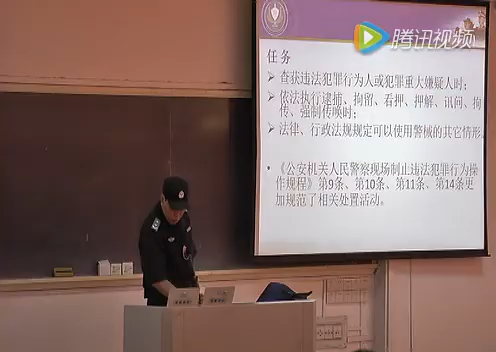 腾讯视频
任务
查获违法犯罪行为人或犯罪重大嫌疑人时；
依法执行逮捕、拘留、看押、押解、讯问、拘
传、强制传唤时；
法律、行政法规规定可以使用警械的其它情形
《公安机关人民警察现场制止违法犯罪行为操
作规程》第9条、第10条、第11条、第14条更
加规范了相关处置活动。